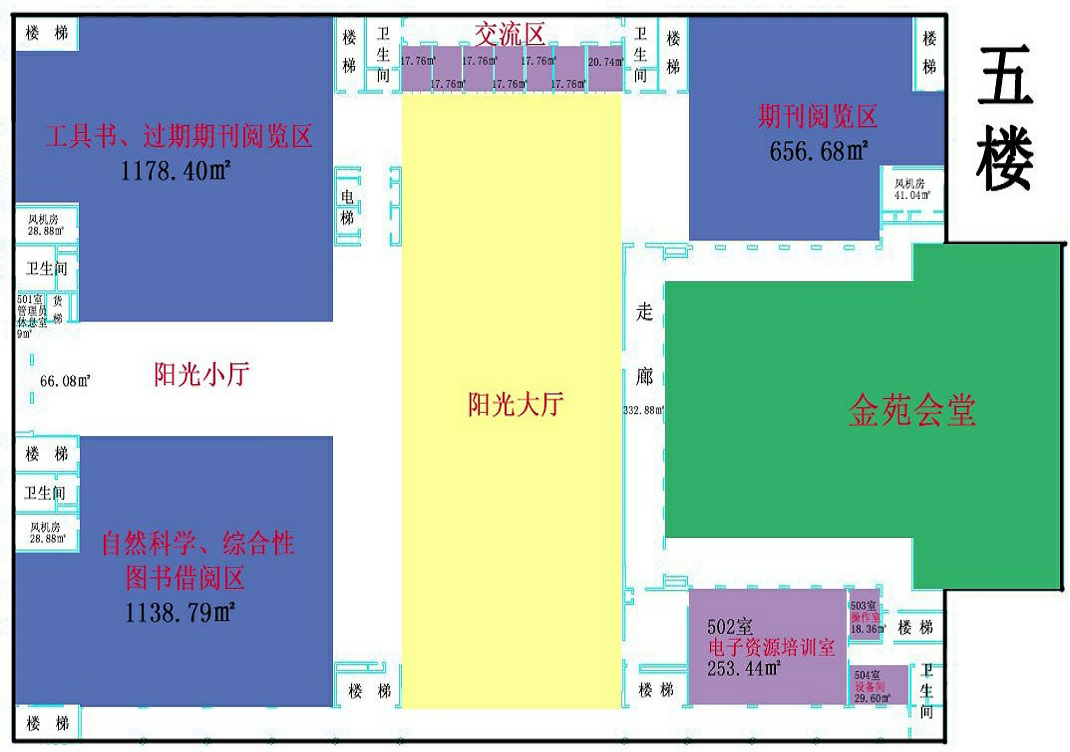 五楼
楼 梯
楼梯
卫生间
交流区
17.76㎡
17.76㎡
17.76㎡
17.76㎡
17.76㎡
17.76㎡
20.74㎡
卫生间
楼梯
楼梯
工具书、过期期刊阅览区
1178.40㎡
期刊阅览区
656.68㎡
风机房
41.04㎡
电梯
风机房
28.88㎡
卫生间
501室
管理员
休息室
9㎡
货梯
走廊
332.88㎡
66.08㎡
阳光小厅
阳光大厅
金苑会堂
楼 梯
卫生间
风机房
28.88㎡
自然科学、综合性
图书借阅区
1138.79㎡
502室
电子资源培训室
253.44㎡
503室
操作室
18.36㎡
楼 梯
504室
设备间
29.60㎡
卫生间
楼 梯
楼 梯
楼 梯